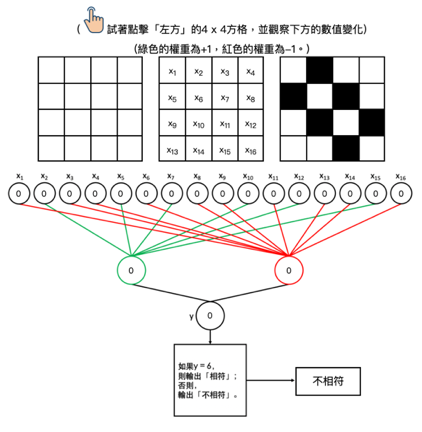 ( 試著點擊「左方」的4 x 4方格，並觀察下方的數值變化)
(綠色的權重為+1，紅色的權重為−1。)
x₁ x₂ x₃ x₄
x₅ x₆ x₇ x₈
x₉ x₁₀ x₁₁ x₁₂
x₁₃ x₁₄ x₁₅ x₁₆
x₁ x₂ x₃ x₄ x₅ x₆ x₇ x₈ x₉ x₁₀ x₁₁ x₁₂ x₁₃ x₁₄ x₁₅ x₁₆
0 0 0 0 0 0 0 0 0 0 0 0 0 0 0 0
0 0
y 0
如果y = 6,
則輸出「相符」;
否則,
輸出「不相符」。
不相符